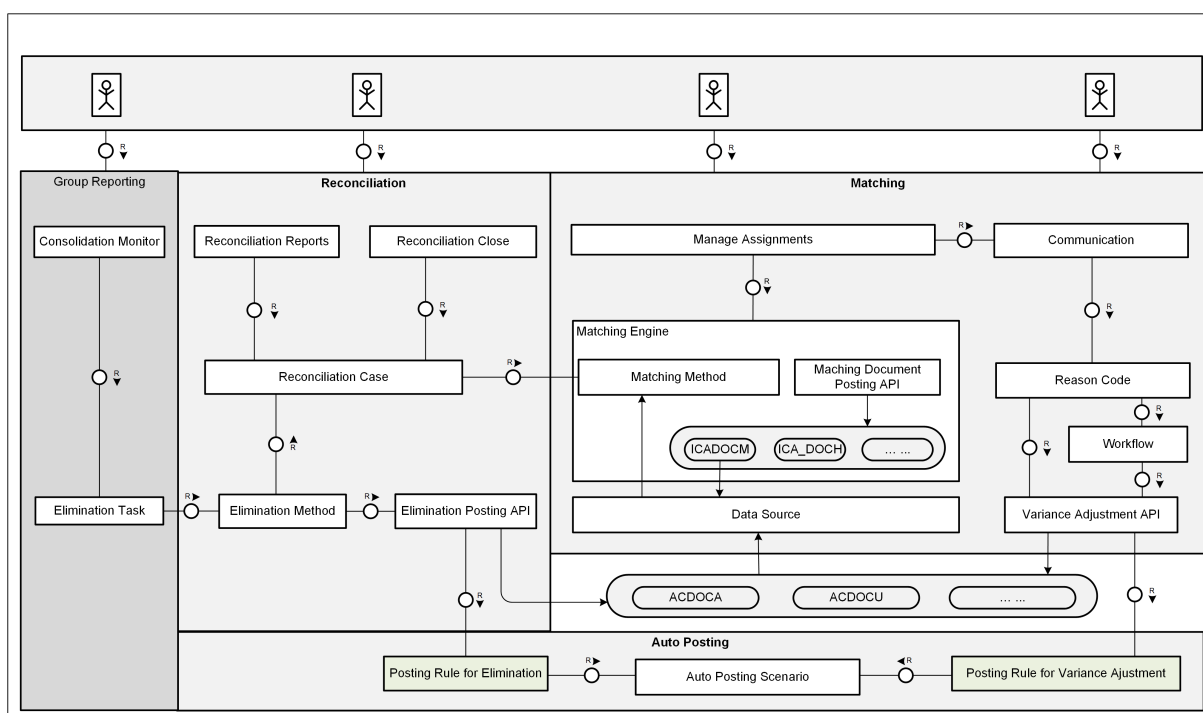 R
R
R
R
Group Reporting
Reconciliation
Matching
Consolidation Monitor
Reconciliation Reports
Reconciliation Close
Manage Assignments
R
Communication
R
R
R
R
Matching Engine
R
Reconciliation Case
R
Matching Method
Maching Document
Posting API
Reason Code
R
R
R
Workflow
ICADOCM
ICA_DOCH
... ...
R
Elimination Task
R
Elimination Method
R
Elimination Posting API
Data Source
Variance Adjustment API
R
R
ACDOCA
ACDOCU
... ...
Auto Posting
Posting Rule for Elimination
R
Auto Posting Scenario
R
Posting Rule for Variance Ajustment